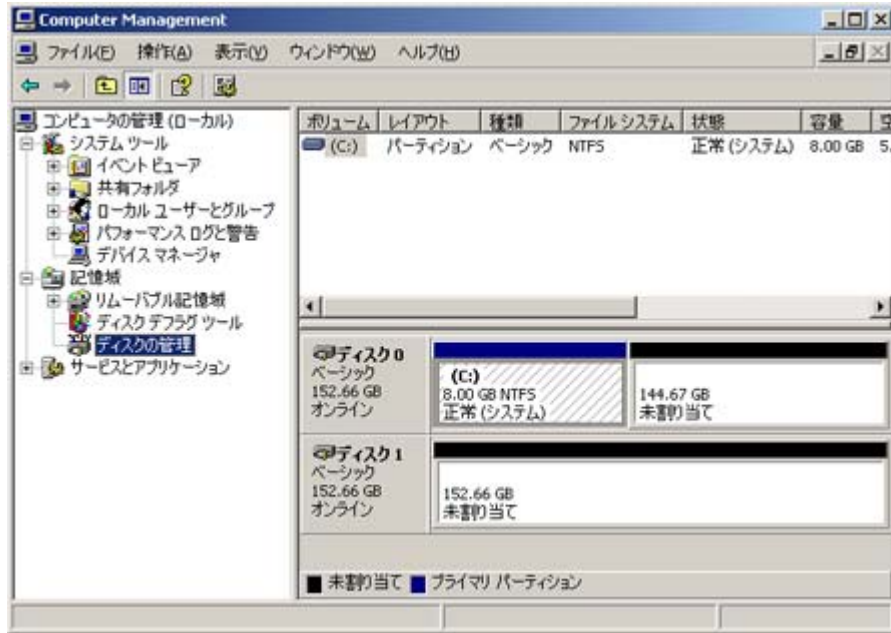 Computer Management
ファイル(F) 操作(A) 表示(V) ウィンドウ(W) ヘルプ(H)
コンピュータの管理 (ローカル)
システム ツール
イベント ビューア
共有フォルダ
ローカル ユーザーとグループ
パフォーマンス ログと警告
デバイス マネージャ
記憶域
リムーバブル記憶域
ディスク デフラグ ツール
ディスクの管理
サービスとアプリケーション
ボリューム レイアウト 種類 ファイル システム 状態 容量
(C:) パーティション ベーシック NTFS 正常 (システム) 8.00 GB 5.
ディスク 0
ベーシック
152.66 GB
オンライン
(C:)
8.00 GB NTFS
正常 (システム)
144.67 GB
未割り当て
ディスク 1
ベーシック
152.66 GB
オンライン
152.66 GB
未割り当て
未割り当て プライマリ パーティション